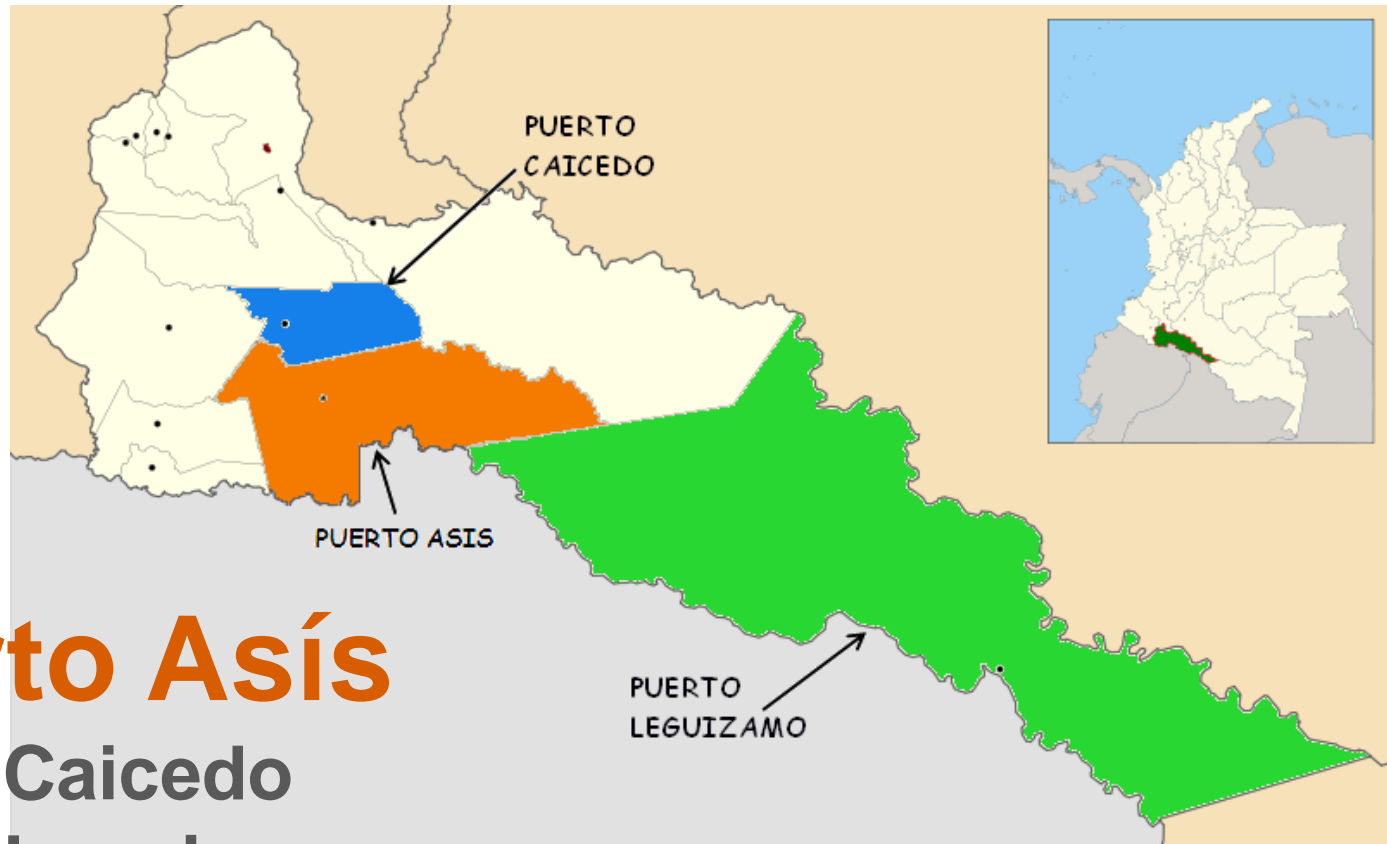 PUERTO
CAICEDO
PUERTO ASIS
PUERTO
LEGUIZAMO
to Asís
Caicedo